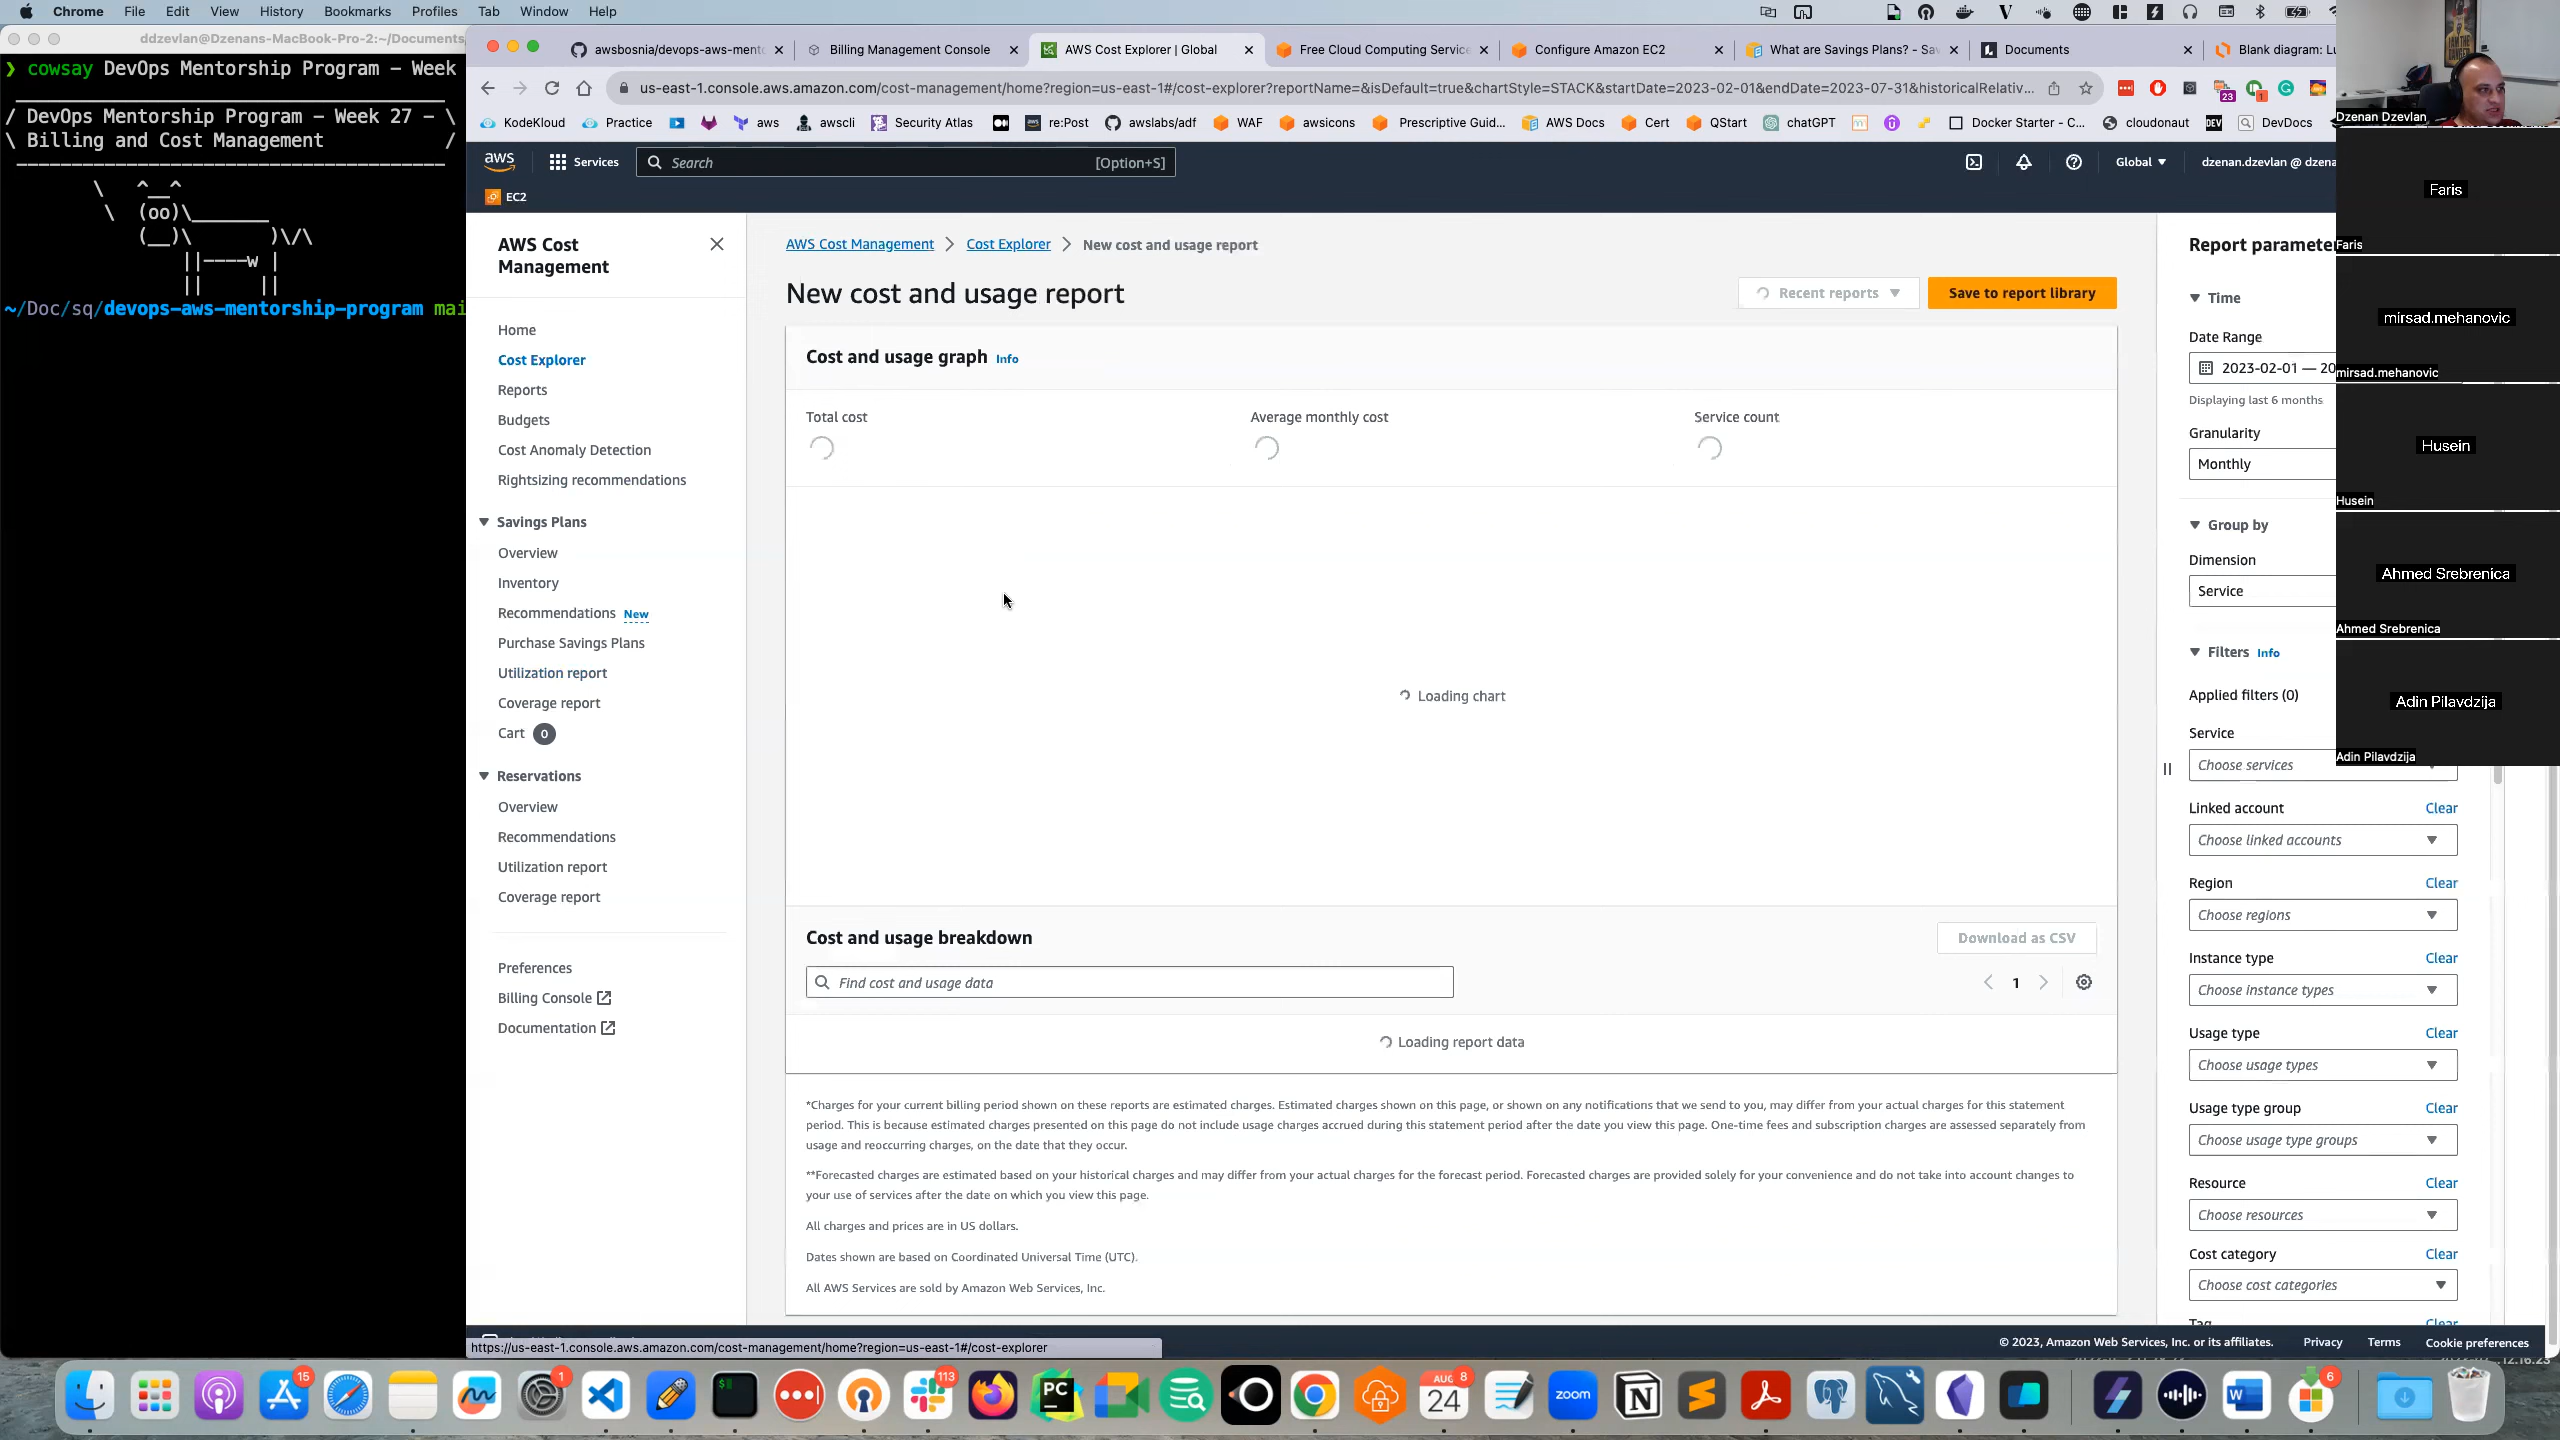 Chrome File Edit View History Bookmarks Profiles Tab Window Help
ddzevlan@Dzenans-MacBook-Pro-2:~/Documents
❯ cowsay DevOps Mentorship Program – Week
/ DevOps Mentorship Program – Week 27 – \
\ Billing and Cost Management /
\ ^__^
\ (oo)\_______
(__)\ )\/\
||----w |
|| ||
~/Doc/sq/devops-aws-mentorship-program mai
awsbosnia/devops-aws-mento
Billing Management Console
AWS Cost Explorer | Global
Free Cloud Computing Service
Configure Amazon EC2
What are Savings Plans? - Sav
Documents
Blank diagram: Lu
us-east-1.console.aws.amazon.com/cost-management/home?region=us-east-1#/cost-explorer?reportName=&isDefault=true&chartStyle=STACK&startDate=2023-02-01&endDate=2023-07-31&historicalRelativ...
23
1
KodeKloud
Practice
aws
awscli
Security Atlas
re:Post
awslabs/adf
WAF
awsicons
Prescriptive Guid...
AWS Docs
Cert
QStart
chatGPT
Docker Starter - C...
cloudonaut
DEV
DevDocs
aws Services Search [Option+S] Global dzenan.dzevlan @ dzena
EC2
AWS Cost Management
Home
Cost Explorer
Reports
Budgets
Cost Anomaly Detection
Rightsizing recommendations
Savings Plans
Overview
Inventory
Recommendations New
Purchase Savings Plans
Utilization report
Coverage report
Cart 0
Reservations
Overview
Recommendations
Utilization report
Coverage report
Preferences
Billing Console
Documentation
AWS Cost Management > Cost Explorer > New cost and usage report
New cost and usage report
Recent reports
Save to report library
Cost and usage graph Info
Total cost
Average monthly cost
Service count
Loading chart
Cost and usage breakdown
Download as CSV
Find cost and usage data
1
Loading report data
*Charges for your current billing period shown on these reports are estimated charges. Estimated charges shown on this page, or shown on any notifications that we send to you, may differ from your actual charges for this statement
period. This is because estimated charges presented on this page do not include usage charges accrued during this statement period after the date you view this page. One-time fees and subscription charges are assessed separately from
usage and reoccurring charges, on the date that they occur.
**Forecasted charges are estimated based on your historical charges and may differ from your actual charges for the forecast period. Forecasted charges are provided solely for your convenience and do not take into account changes to
your use of services after the date on which you view this page.
All charges and prices are in US dollars.
Dates shown are based on Coordinated Universal Time (UTC).
All AWS Services are sold by Amazon Web Services, Inc.
Report parameter
Time
Date Range
2023-02-01 — 20
Displaying last 6 months
Granularity
Monthly
Group by
Dimension
Service
Filters Info
Applied filters (0)
Service
Choose services
Linked account Clear
Choose linked accounts
Region Clear
Choose regions
Instance type Clear
Choose instance types
Usage type Clear
Choose usage types
Usage type group Clear
Choose usage type groups
Resource Clear
Choose resources
Cost category Clear
Choose cost categories
Tag Clear
Dzenan Dzevlan
Faris
Faris
mirsad.mehanovic
mirsad.mehanovic
Husein
Husein
Ahmed Srebrenica
Ahmed Srebrenica
Adin Pilavdzija
Adin Pilavdzija
https://us-east-1.console.aws.amazon.com/cost-management/home?region=us-east-1#/cost-explorer
© 2023, Amazon Web Services, Inc. or its affiliates. Privacy Terms Cookie preferences
15
1
113
PC
AUG
24
8
zoom
6